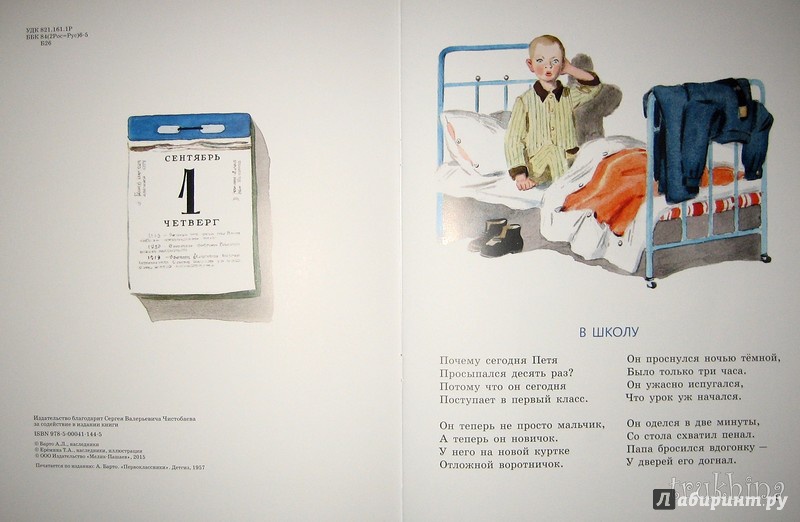 УДК 821.161.1Р
ББК 84(2Рос=Рус)6-5
Б26
СЕНТЯБРЬ
1
ЧЕТВЕРГ
Издательство благодарит Сергея Валерьевича Чистобаева
за содействие в издании книги
ISBN 978-5-00041-144-5
© Барто А.Л., наследники
© Ерёмина Т.А., наследники, иллюстрации
© ООО Издательство «Мелик-Пашаев», 2015
Печатается по изданию: А. Барто. «Первоклассница». Детгиз, 1957
В ШКОЛУ
Почему сегодня Петя
Просыпался десять раз?
Потому что он сегодня
Поступает в первый класс.
Он теперь не просто мальчик,
А теперь он новичок.
У него на новой куртке
Отложной воротничок.
Он проснулся ночью тёмной,
Было только три часа.
Он ужасно испугался,
Что урок уж начался.
Он оделся в две минуты,
Со стола схватил пенал.
Папа бросился вдогонку —
У дверей его догнал.
trukhina
Лабиринт.ру